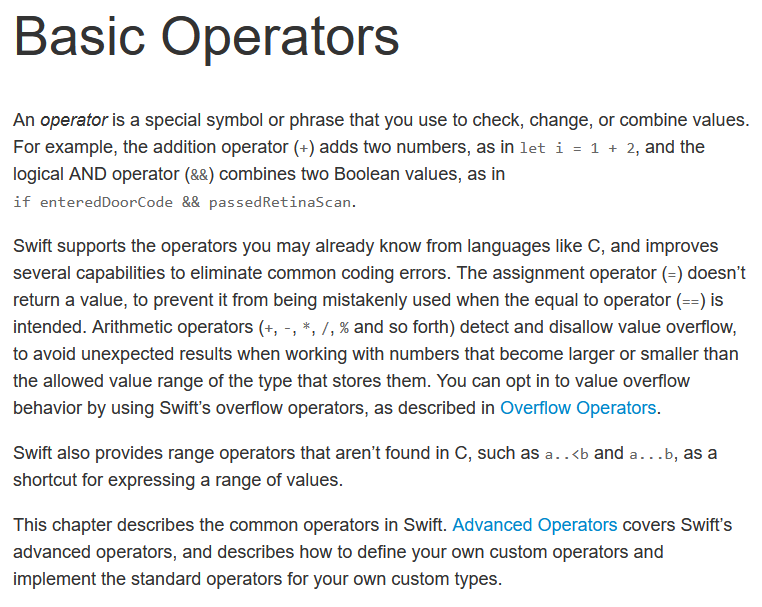 Basic Operators
An operator is a special symbol or phrase that you use to check, change, or combine values.
For example, the addition operator (+) adds two numbers, as in let i = 1 + 2, and the
logical AND operator (&&) combines two Boolean values, as in
if enteredDoorCode && passedRetinaScan.
Swift supports the operators you may already know from languages like C, and improves
several capabilities to eliminate common coding errors. The assignment operator (=) doesn’t
return a value, to prevent it from being mistakenly used when the equal to operator (==) is
intended. Arithmetic operators (+, -, *, /, % and so forth) detect and disallow value overflow,
to avoid unexpected results when working with numbers that become larger or smaller than
the allowed value range of the type that stores them. You can opt in to value overflow
behavior by using Swift’s overflow operators, as described in Overflow Operators.
Swift also provides range operators that aren’t found in C, such as a..<b and a...b, as a
shortcut for expressing a range of values.
This chapter describes the common operators in Swift. Advanced Operators covers Swift’s
advanced operators, and describes how to define your own custom operators and
implement the standard operators for your own custom types.